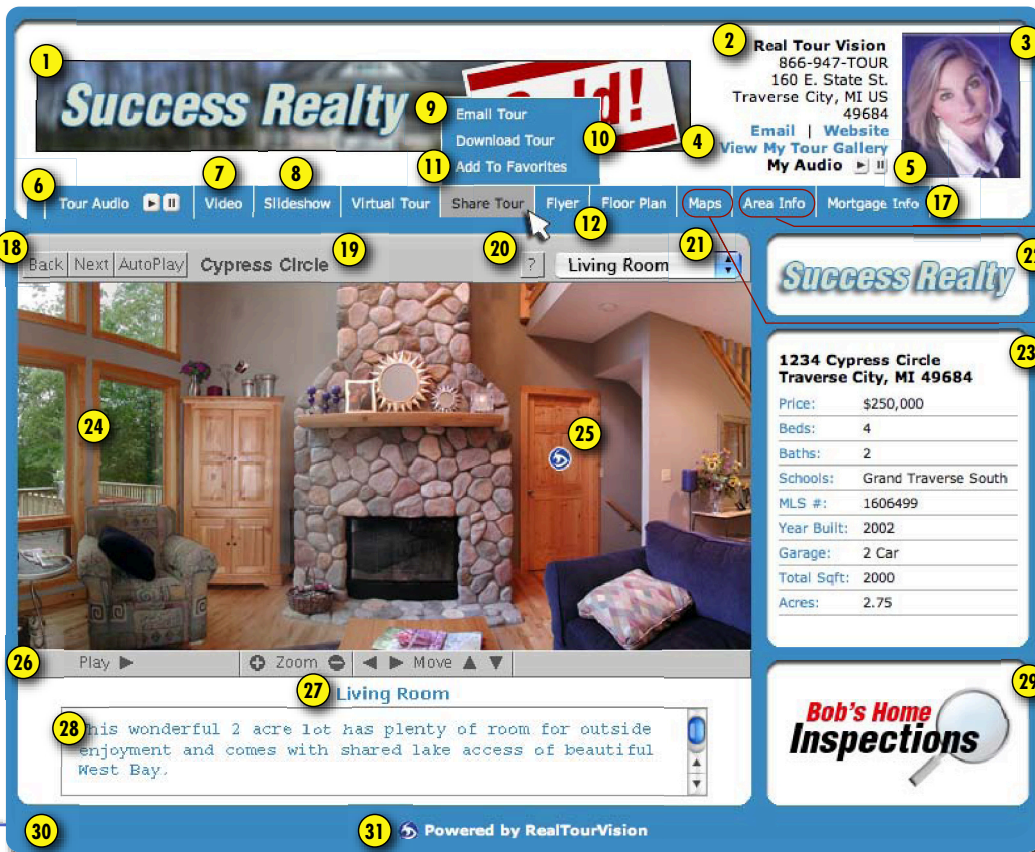 1
Success Realty
Sold!
2
Real Tour Vision
866-947-TOUR
160 E. State St.
Traverse City, MI US
49684
Email | Website
View My Tour Gallery
My Audio
3
4
5
9
Email Tour
10
Download Tour
11
Add To Favorites
6
7
8
Tour Audio
Video
Slideshow
Virtual Tour
Share Tour
Flyer
Floor Plan
Maps
Area Info
Mortgage Info
12
17
18
Back
Next
AutoPlay
Cypress Circle
19
20
?
Living Room
21
22
Success Realty
23
1234 Cypress Circle
Traverse City, MI 49684
Price: $250,000
Beds: 4
Baths: 2
Schools: Grand Traverse South
MLS #: 1606499
Year Built: 2002
Garage: 2 Car
Total Sqft: 2000
Acres: 2.75
24
25
26
Play
Zoom
Move
27
Living Room
28
This wonderful 2 acre lot has plenty of room for outside
enjoyment and comes with shared lake access of beautiful
West Bay.
29
Bob's Home
Inspections
30
31
Powered by RealTourVision